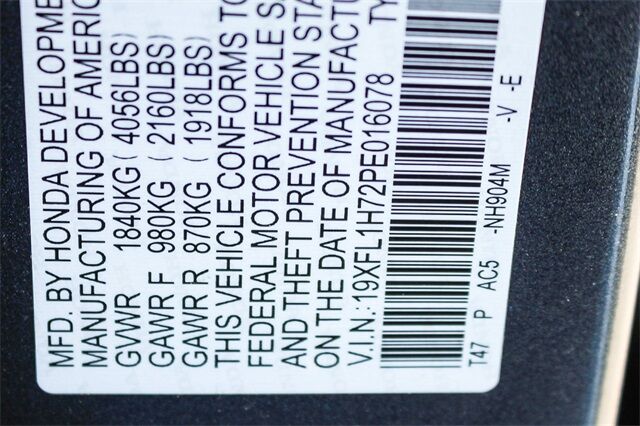 MFD. BY HONDA DEVELOPME
MANUFACTURING OF AMERIC
GVWR 1840KG ( 4056LBS)
GAWR F 980KG ( 2160LBS)
GAWR R 870KG ( 1918LBS)
THIS VEHICLE CONFORMS TO
FEDERAL MOTOR VEHICLE S
AND THEFT PREVENTION STA
ON THE DATE OF MANUFACTU
V.I.N.:19XFL1H72PE016078 TY
T47 P AC5 -NH904M -V -E